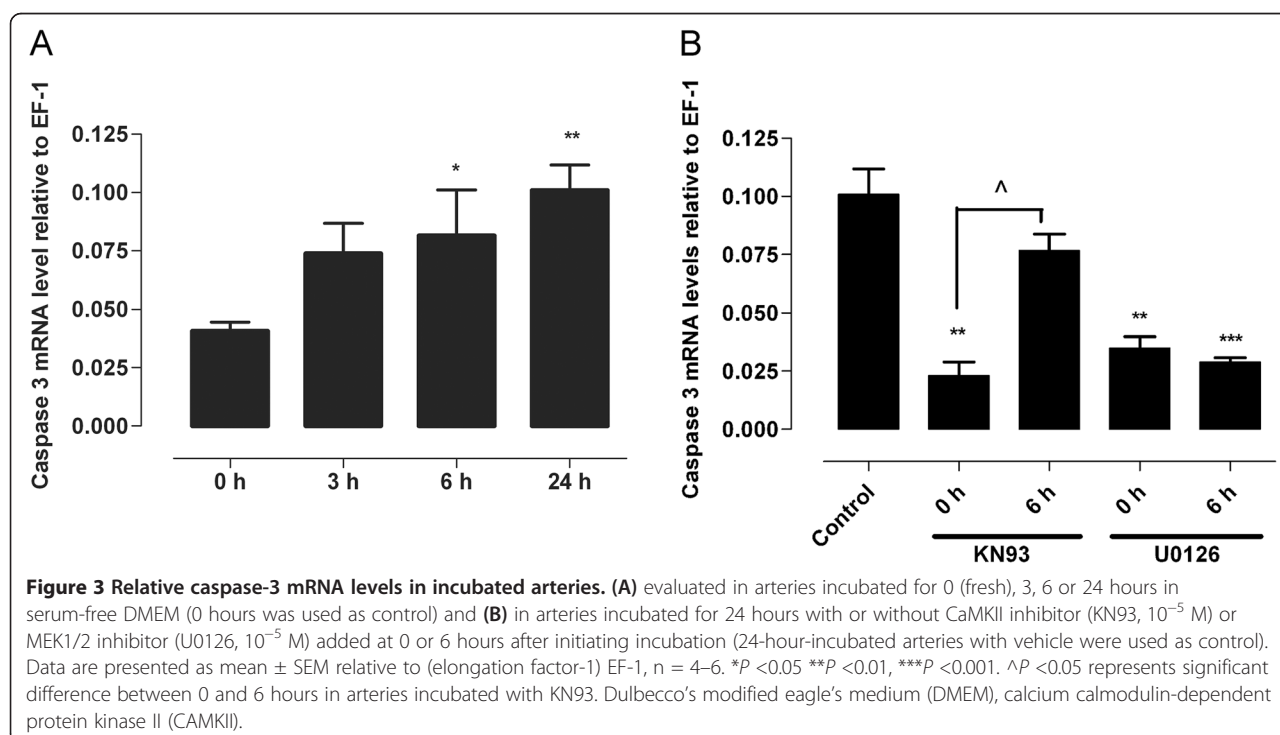 A
Caspase 3 mRNA level relative to EF-1
0.125
0.100
0.075
0.050
0.025
0.000
*
**
0 h
3 h
6 h
24 h
B
Caspase 3 mRNA levels relative to EF-1
0.125
0.100
0.075
0.050
0.025
0.000
^
**
**
***
Control
0 h
6 h
0 h
6 h
KN93
U0126
Figure 3 Relative caspase-3 mRNA levels in incubated arteries. (A) evaluated in arteries incubated for 0 (fresh), 3, 6 or 24 hours in
serum-free DMEM (0 hours was used as control) and (B) in arteries incubated for 24 hours with or without CaMKII inhibitor (KN93, 10⁻⁵ M) or
MEK1/2 inhibitor (U0126, 10⁻⁵ M) added at 0 or 6 hours after initiating incubation (24-hour-incubated arteries with vehicle were used as control).
Data are presented as mean ± SEM relative to (elongation factor-1) EF-1, n = 4–6. *P <0.05 **P <0.01, ***P <0.001. ^P <0.05 represents significant
difference between 0 and 6 hours in arteries incubated with KN93. Dulbecco's modified eagle's medium (DMEM), calcium calmodulin-dependent
protein kinase II (CAMKII).